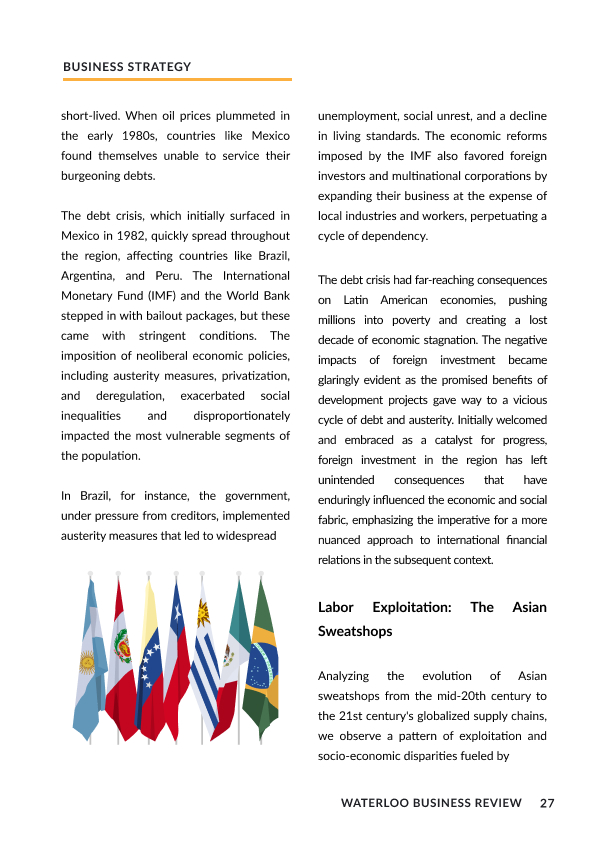 BUSINESS STRATEGY
short-lived. When oil prices plummeted in
the early 1980s, countries like Mexico
found themselves unable to service their
burgeoning debts.
The debt crisis, which initially surfaced in
Mexico in 1982, quickly spread throughout
the region, affecting countries like Brazil,
Argentina, and Peru. The International
Monetary Fund (IMF) and the World Bank
stepped in with bailout packages, but these
came with stringent conditions. The
imposition of neoliberal economic policies,
including austerity measures, privatization,
and deregulation, exacerbated social
inequalities and disproportionately
impacted the most vulnerable segments of
the population.
In Brazil, for instance, the government,
under pressure from creditors, implemented
austerity measures that led to widespread
unemployment, social unrest, and a decline
in living standards. The economic reforms
imposed by the IMF also favored foreign
investors and multinational corporations by
expanding their business at the expense of
local industries and workers, perpetuating a
cycle of dependency.
The debt crisis had far-reaching consequences
on Latin American economies, pushing
millions into poverty and creating a lost
decade of economic stagnation. The negative
impacts of foreign investment became
glaringly evident as the promised benefits of
development projects gave way to a vicious
cycle of debt and austerity. Initially welcomed
and embraced as a catalyst for progress,
foreign investment in the region has left
unintended consequences that have
enduringly influenced the economic and social
fabric, emphasizing the imperative for a more
nuanced approach to international financial
relations in the subsequent context.
Labor Exploitation: The Asian
Sweatshops
Analyzing the evolution of Asian
sweatshops from the mid-20th century to
the 21st century's globalized supply chains,
we observe a pattern of exploitation and
socio-economic disparities fueled by
WATERLOO BUSINESS REVIEW 27